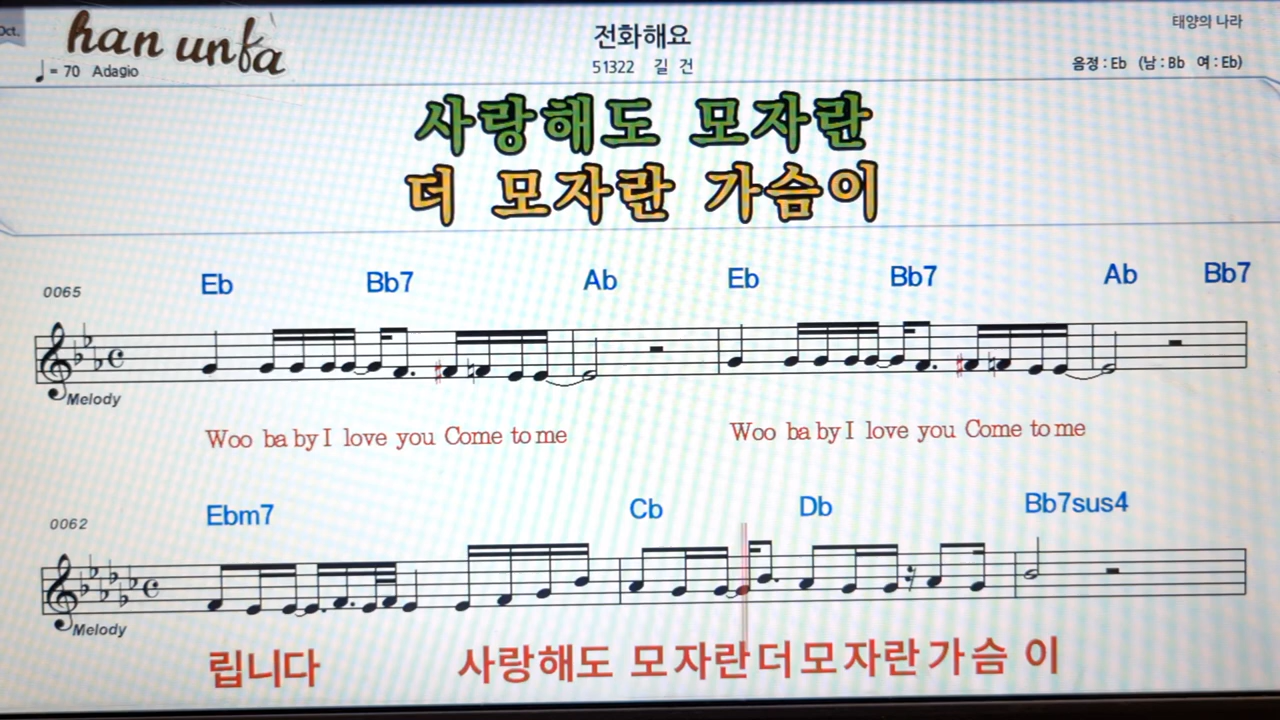 Oct.
han unfa
♩= 70 Adagio
전화해요
51322 길 건
태양의 나라
음정 : Eb (남 : Bb 여 : Eb)
사랑해도 모자란
더 모자란 가슴이
0065
Eb Bb7 Ab Eb Bb7 Ab Bb7
Melody
Woo ba by I love you Come to me Woo ba by I love you Come to me
0062
Ebm7 Cb Db Bb7sus4
Melody
립니다 사랑해도 모자란 더 모자란 가슴 이